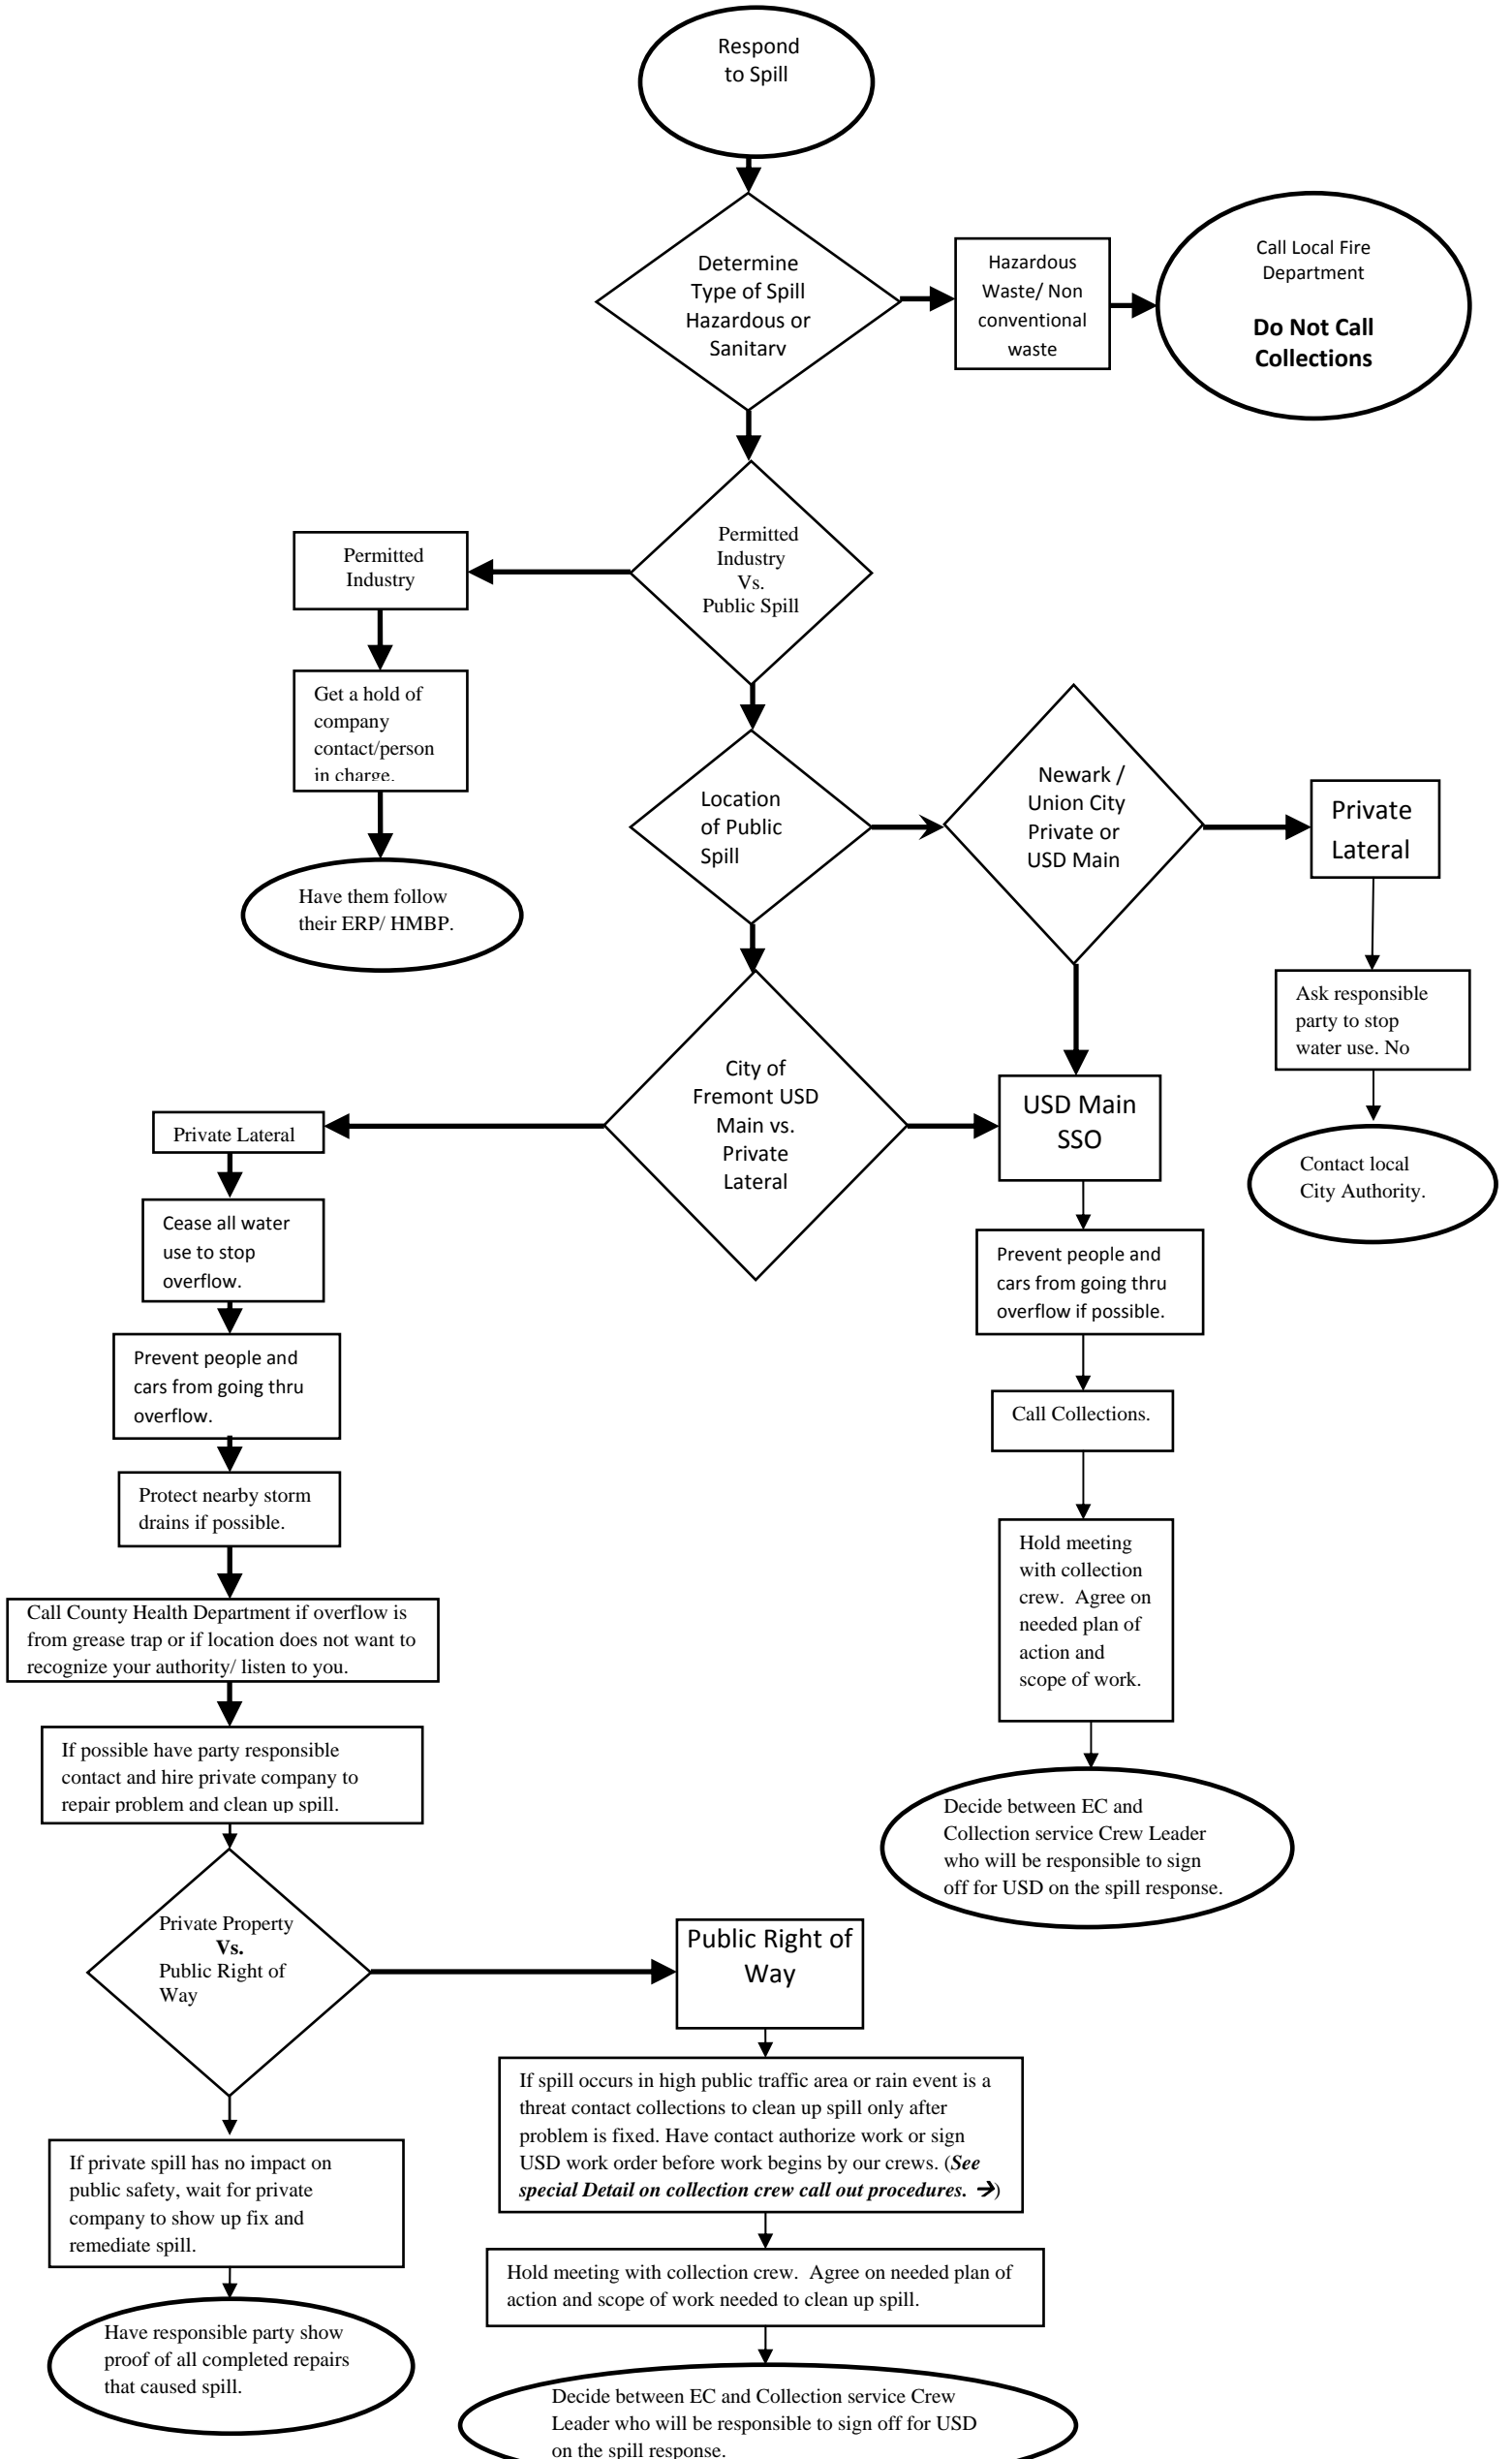 Respond
to Spill
Determine
Type of Spill
Hazardous or
Sanitary
Hazardous
Waste/ Non
conventional
waste
Call Local Fire
Department
Do Not Call
Collections
Permitted
Industry
Vs.
Public Spill
Permitted
Industry
Get a hold of
company
contact/person
in charge.
Have them follow
their ERP/ HMBP.
Location
of Public
Spill
Newark /
Union City
Private or
USD Main
Private
Lateral
Ask responsible
party to stop
water use. No
Contact local
City Authority.
City of
Fremont USD
Main vs.
Private
Lateral
USD Main
SSO
Prevent people and
cars from going thru
overflow if possible.
Call Collections.
Hold meeting
with collection
crew.  Agree on
needed plan of
action and
scope of work.
Decide between EC and
Collection service Crew Leader
who will be responsible to sign
off for USD on the spill response.
Private Lateral
Cease all water
use to stop
overflow.
Prevent people and
cars from going thru
overflow.
Protect nearby storm
drains if possible.
Call County Health Department if overflow is
from grease trap or if location does not want to
recognize your authority/ listen to you.
If possible have party responsible
contact and hire private company to
repair problem and clean up spill.
Private Property
Vs.
Public Right of
Way
Public Right of
Way
If spill occurs in high public traffic area or rain event is a
threat contact collections to clean up spill only after
problem is fixed. Have contact authorize work or sign
USD work order before work begins by our crews. (See
special Detail on collection crew call out procedures. →)
Hold meeting with collection crew.  Agree on needed plan of
action and scope of work needed to clean up spill.
Decide between EC and Collection service Crew
Leader who will be responsible to sign off for USD
on the spill response.
If private spill has no impact on
public safety, wait for private
company to show up fix and
remediate spill.
Have responsible party show
proof of all completed repairs
that caused spill.